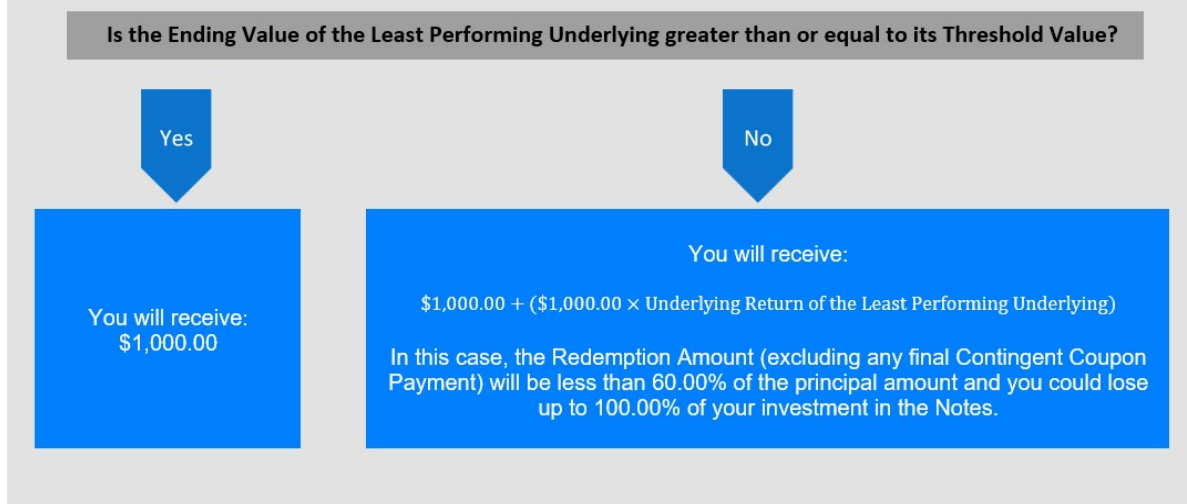 Is the Ending Value of the Least Performing Underlying greater than or equal to its Threshold Value?
Yes
No
You will receive:
$1,000.00
You will receive:
$1,000.00 + ($1,000.00 × Underlying Return of the Least Performing Underlying)
In this case, the Redemption Amount (excluding any final Contingent Coupon
Payment) will be less than 60.00% of the principal amount and you could lose
up to 100.00% of your investment in the Notes.